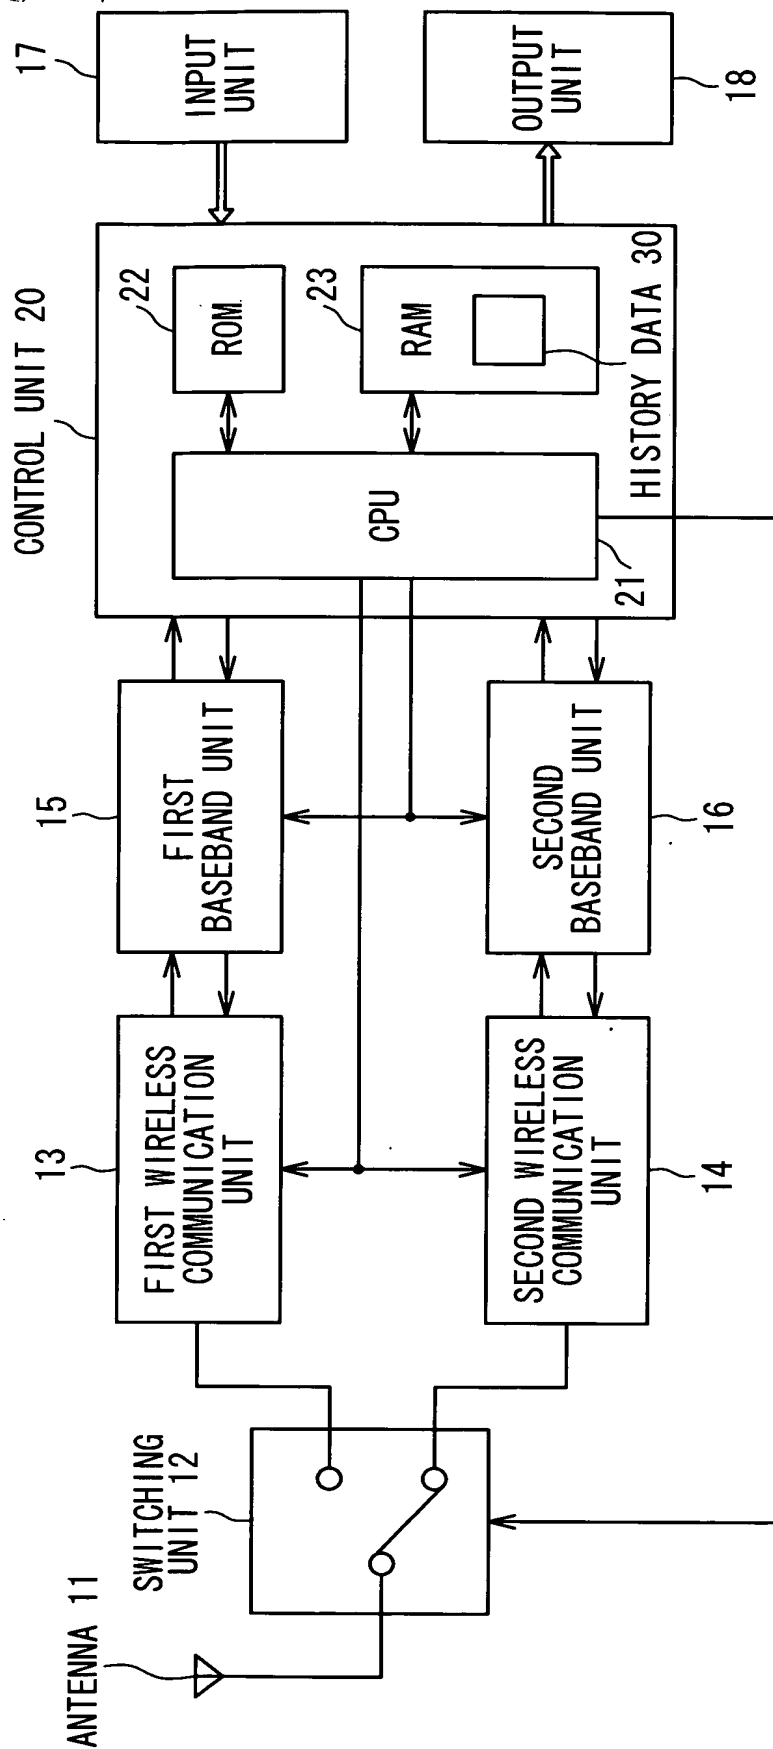 ANTENNA 11
SWITCHING
UNIT 12
13
FIRST WIRELESS
COMMUNICATION
UNIT
SECOND WIRELESS
COMMUNICATION
UNIT
14
15
FIRST
BASEBAND UNIT
SECOND
BASEBAND UNIT
16
CONTROL UNIT 20
CPU
21
22
ROM
23
RAM
HISTORY DATA 30
17
INPUT
UNIT
OUTPUT
UNIT
18